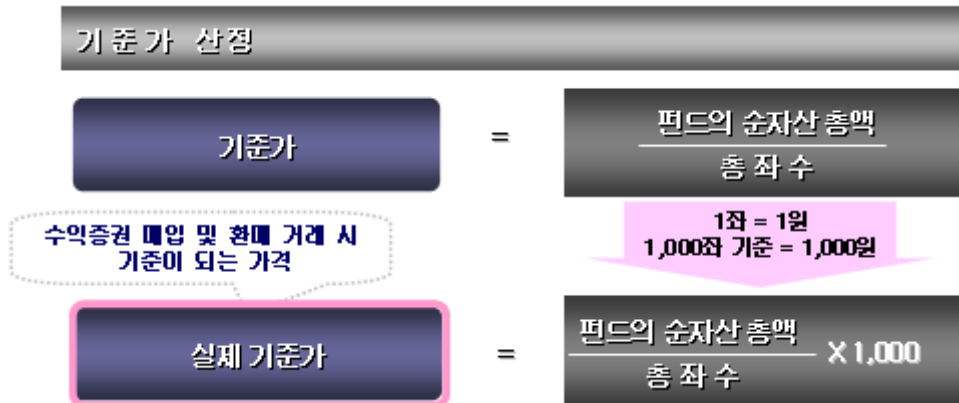 기준가 산정
기준가
=
펀드의 순자산 총액
총 좌 수
수익증권 매입 및 환매 거래 시
기준이 되는 가격
1좌 = 1원
1,000좌 기준 = 1,000원
실제 기준가
=
펀드의 순자산 총액
총 좌 수
X 1,000